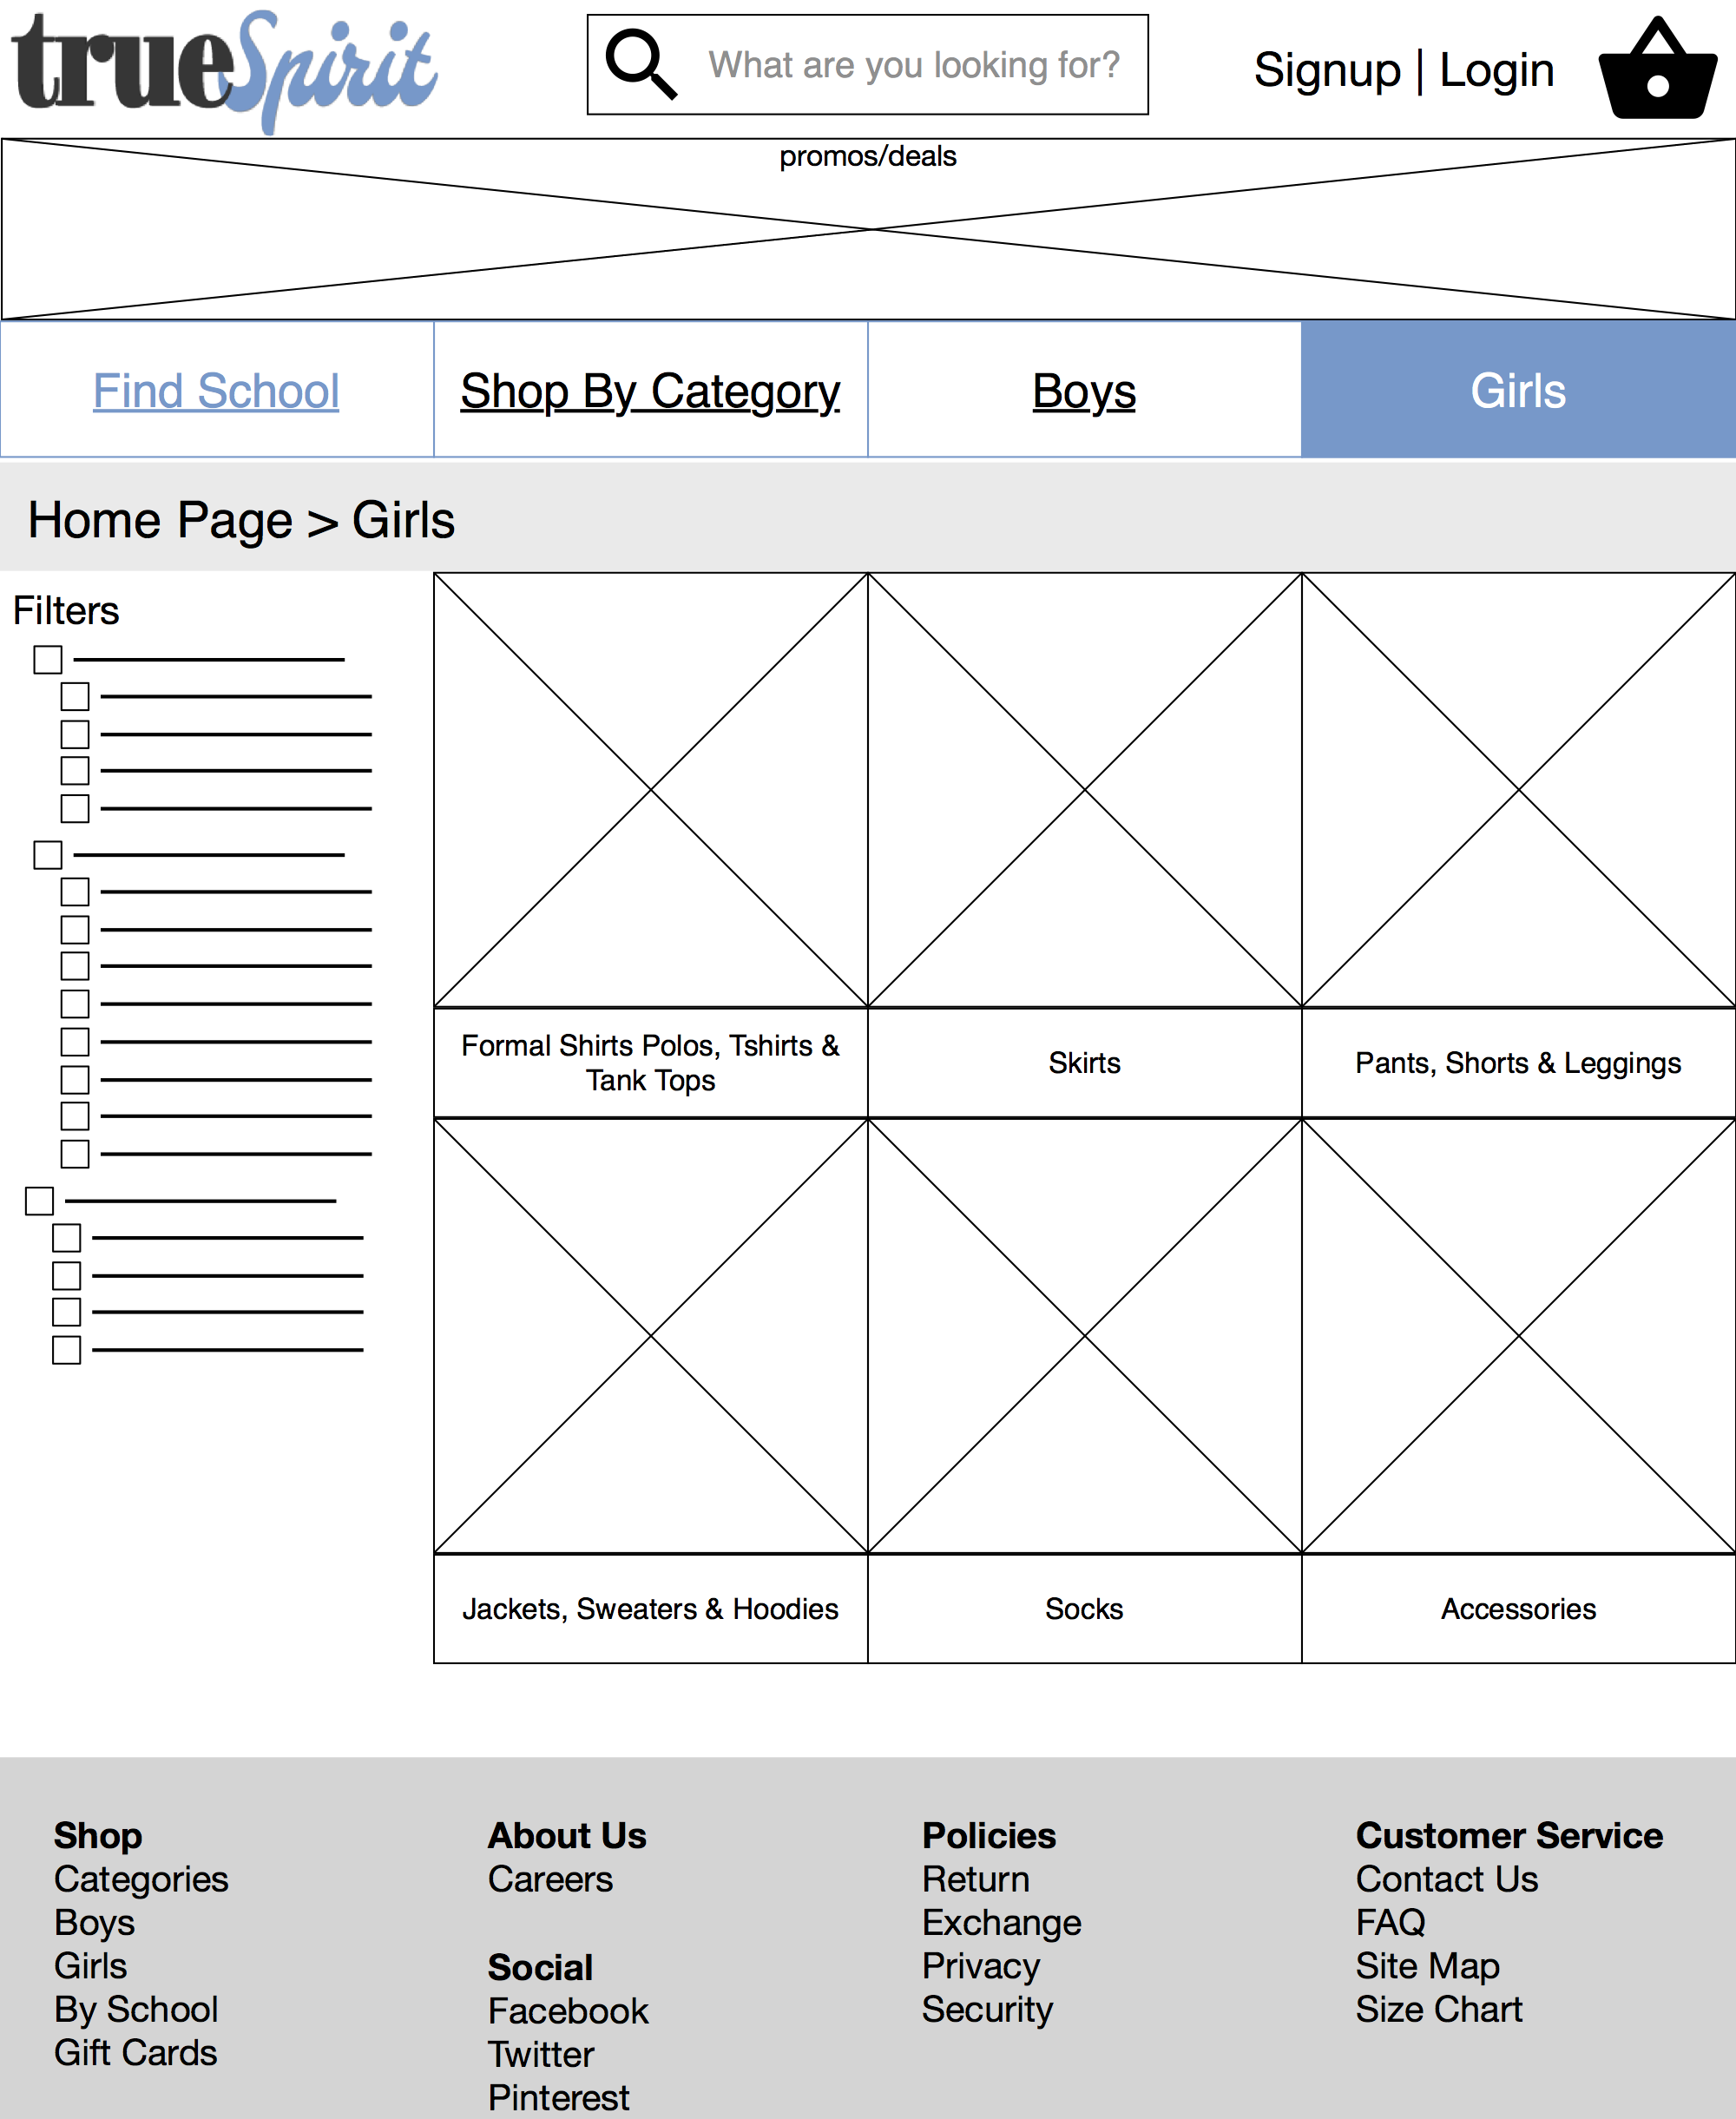 trueSpirit
What are you looking for?
Signup | Login
promos/deals
Find School
Shop By Category
Boys
Girls
Home Page > Girls
Filters
Formal Shirts Polos, Tshirts &
Tank Tops
Skirts
Pants, Shorts & Leggings
Jackets, Sweaters & Hoodies
Socks
Accessories
Shop
Categories
Boys
Girls
By School
Gift Cards
About Us
Careers
Social
Facebook
Twitter
Pinterest
Policies
Return
Exchange
Privacy
Security
Customer Service
Contact Us
FAQ
Site Map
Size Chart